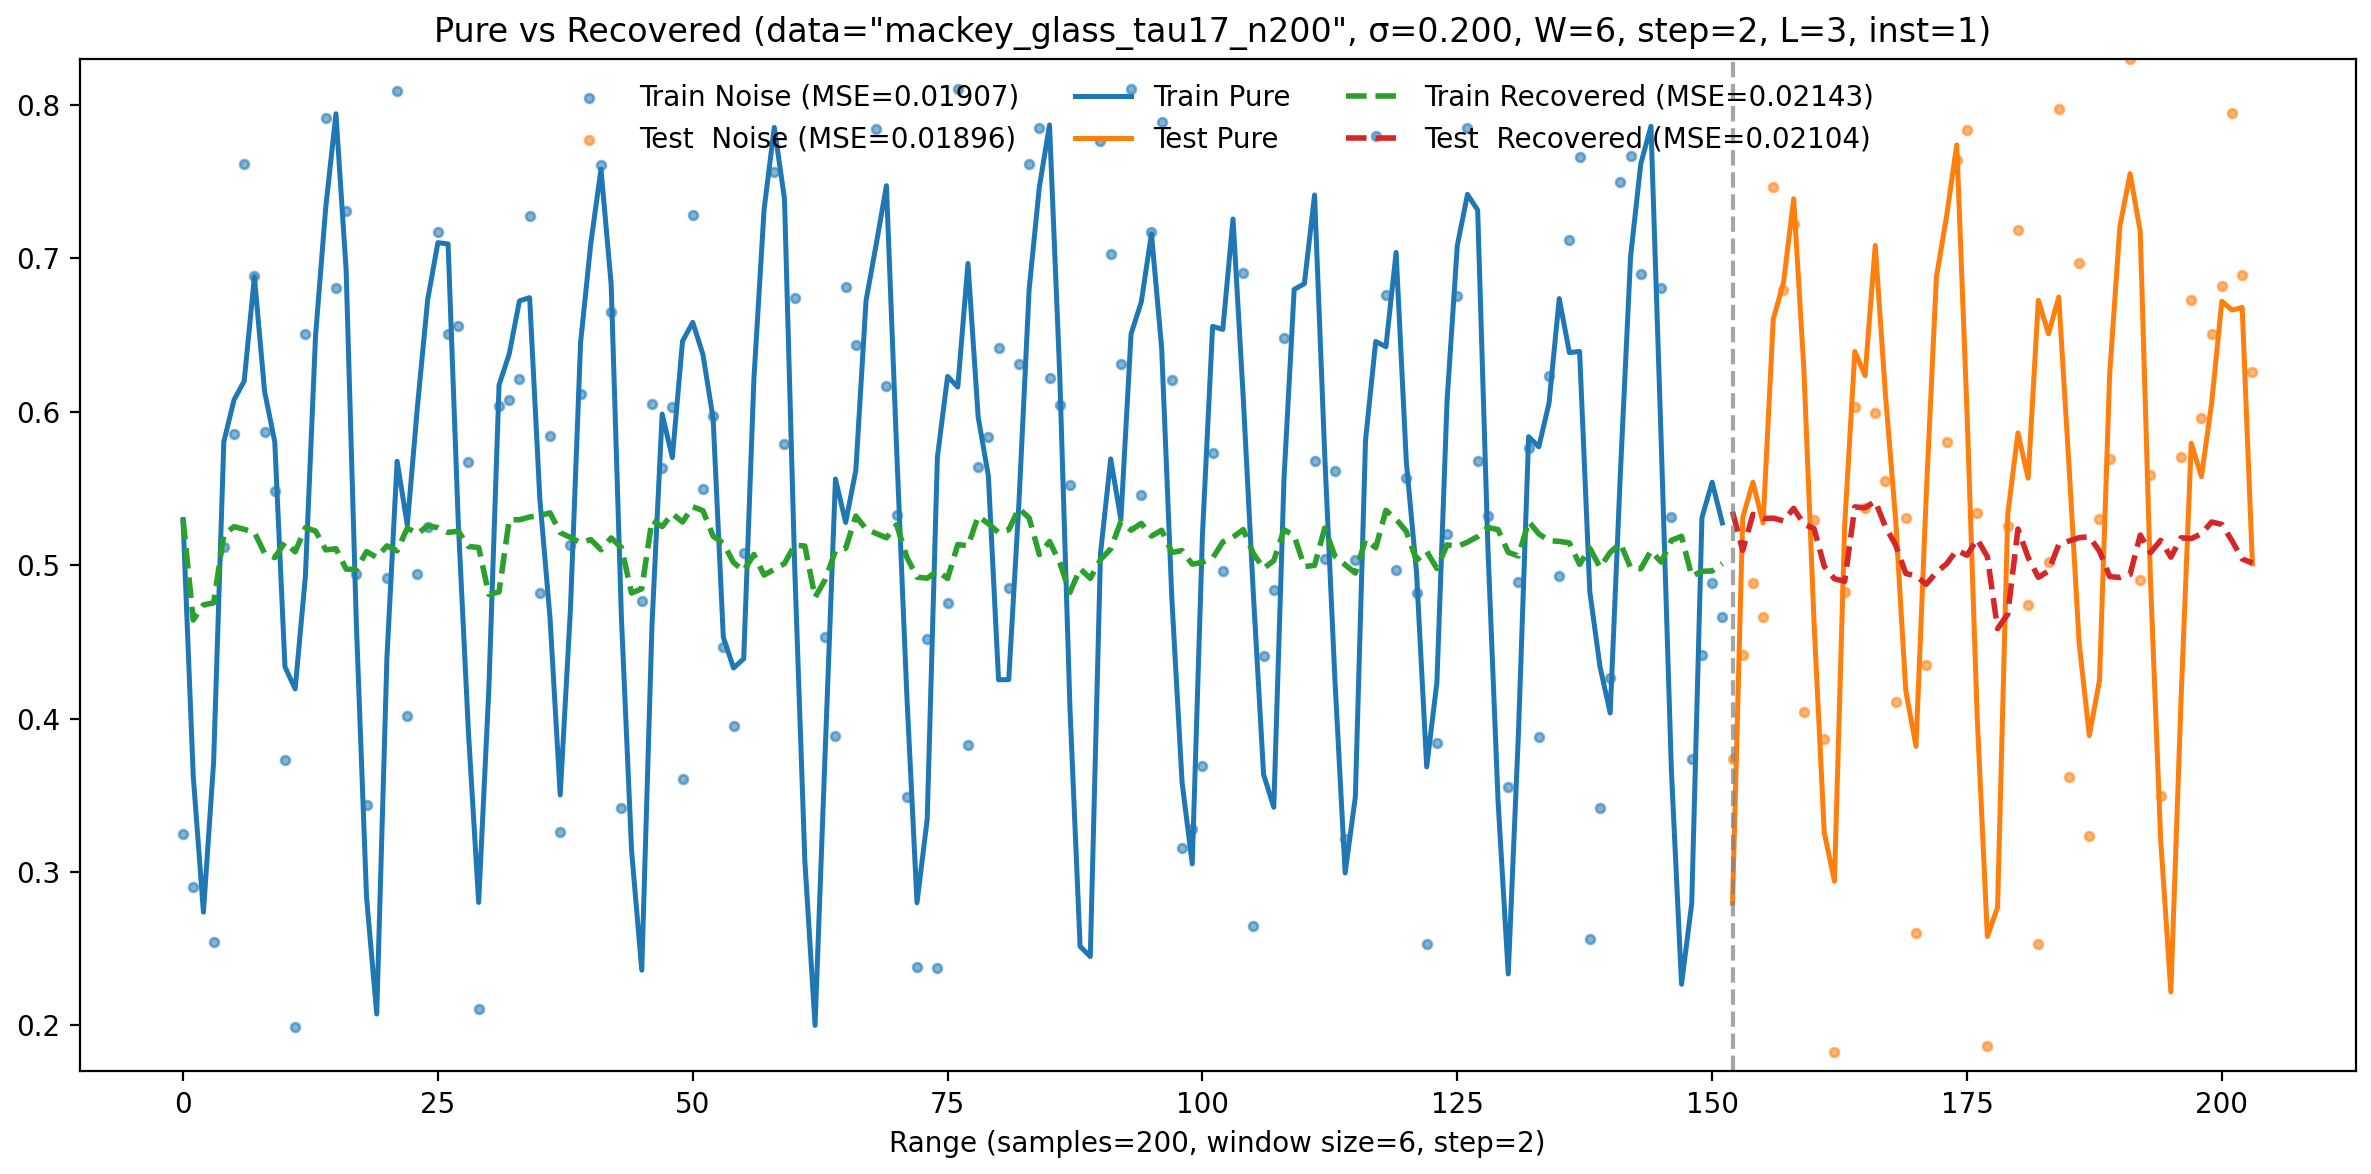 Pure vs Recovered (data="mackey_glass_tau17_n200", σ=0.200, W=6, step=2, L=3, inst=1)
Train Noise (MSE=0.01907) Train Pure Train Recovered (MSE=0.02143)
Test  Noise (MSE=0.01896) Test Pure Test  Recovered (MSE=0.02104)
0.8
0.7
0.6
0.5
0.4
0.3
0.2
0 25 50 75 100 125 150 175 200
Range (samples=200, window size=6, step=2)